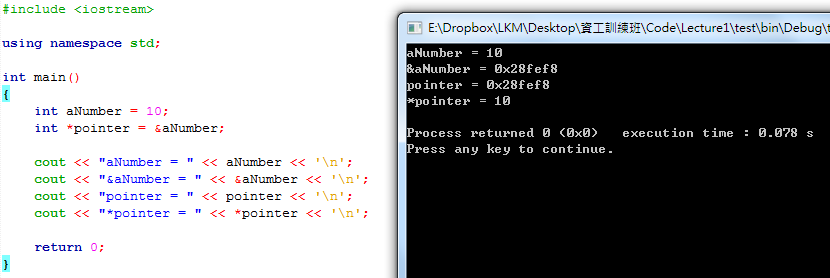 #include <iostream>
using namespace std;
int main()
{
    int aNumber = 10;
    int *pointer = &aNumber;
    cout << "aNumber = " << aNumber << '\n';
    cout << "&aNumber = " << &aNumber << '\n';
    cout << "pointer = " << pointer << '\n';
    cout << "*pointer = " << *pointer << '\n';
    return 0;
}
E:\Dropbox\LKM\Desktop\資工訓練班\Code\Lecture1\test\bin\Debug\t
aNumber = 10
&aNumber = 0x28fef8
pointer = 0x28fef8
*pointer = 10
Process returned 0 (0x0)   execution time : 0.078 s
Press any key to continue.